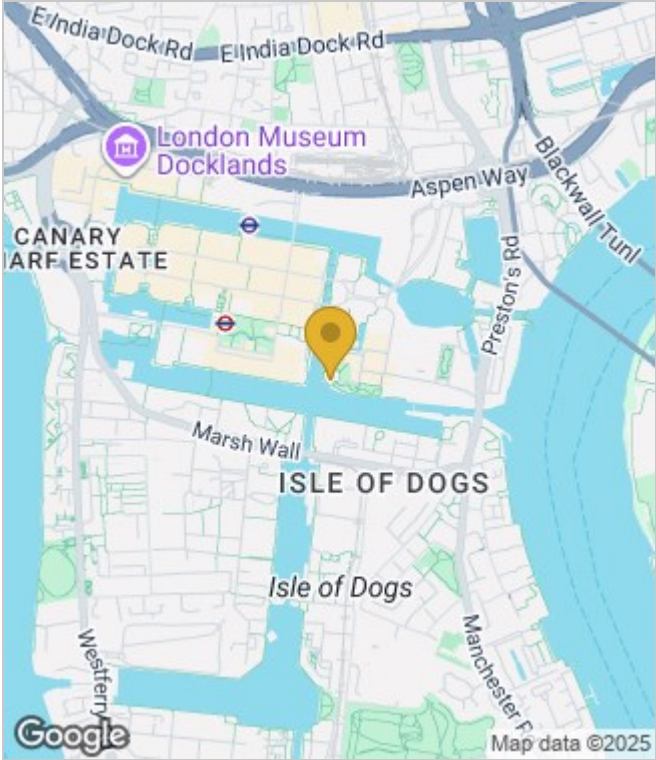 E India Dock Rd
E India Dock Rd
London Museum
Docklands
Aspen Way
Blackwall Tunl
CANARY
HARF ESTATE
Preston's Rd
Marsh Wall
ISLE OF DOGS
Isle of Dogs
Westferry
Manchester R
Google
Map data ©2025